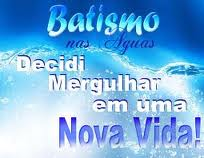 Batismo
nas Águas
Decidi
Mergulhar
em uma
Nova Vida!